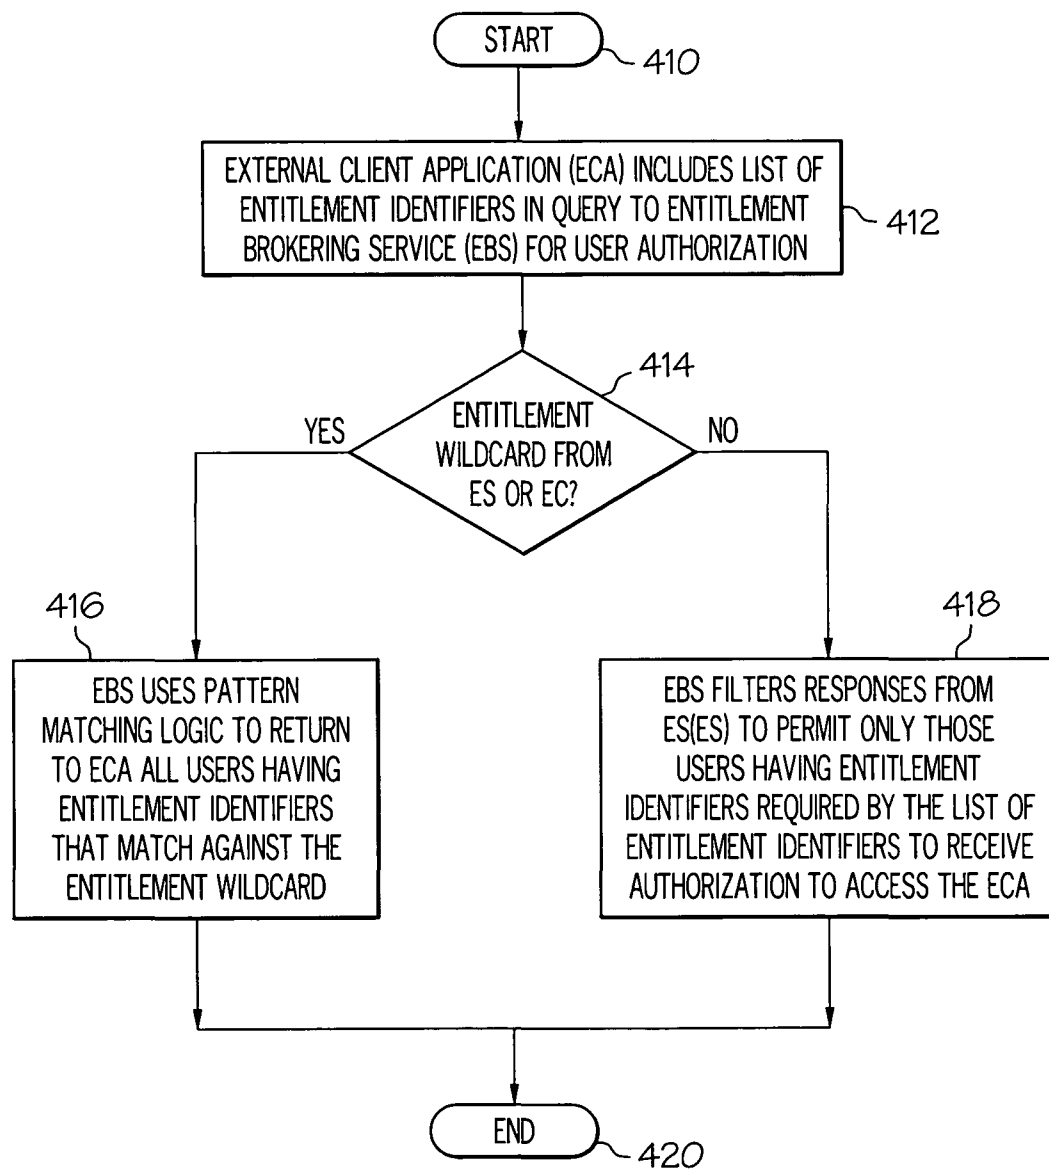 START
410
EXTERNAL CLIENT APPLICATION (ECA) INCLUDES LIST OF
ENTITLEMENT IDENTIFIERS IN QUERY TO ENTITLEMENT
BROKERING SERVICE (EBS) FOR USER AUTHORIZATION
412
414
ENTITLEMENT
WILDCARD FROM
ES OR EC?
YES
NO
416
EBS USES PATTERN
MATCHING LOGIC TO RETURN
TO ECA ALL USERS HAVING
ENTITLEMENT IDENTIFIERS
THAT MATCH AGAINST THE
ENTITLEMENT WILDCARD
418
EBS FILTERS RESPONSES FROM
ES(ES) TO PERMIT ONLY THOSE
USERS HAVING ENTITLEMENT
IDENTIFIERS REQUIRED BY THE LIST OF
ENTITLEMENT IDENTIFIERS TO RECEIVE
AUTHORIZATION TO ACCESS THE ECA
END
420